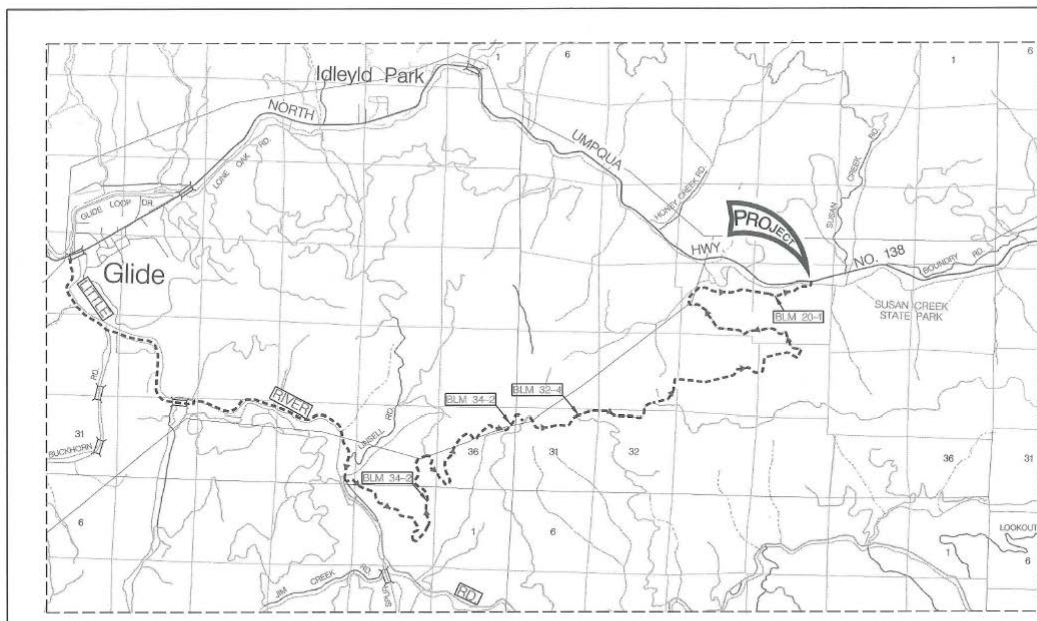 1
6
1
6
Idleyld Park
NORTH
UMPQUA
LONE OAK RD.
HONEY CREEK RD.
SUSAN CREEK RD.
GLIDE LOOP DR.
PROJECT
HWY
NO. 138
BOUNDRY RD.
Glide
LITTLE
SUSAN CREEK
STATE PARK
BLM 20-1
BLM 32-4
BLM 34-2
RIVER
RD.
LINSELL RD.
31
BUCKHORN
36
31
32
36
31
BLM 34-2
6
1
6
LOOKOUT
1
6
JIM CREEK RD.
SPUR
RD.